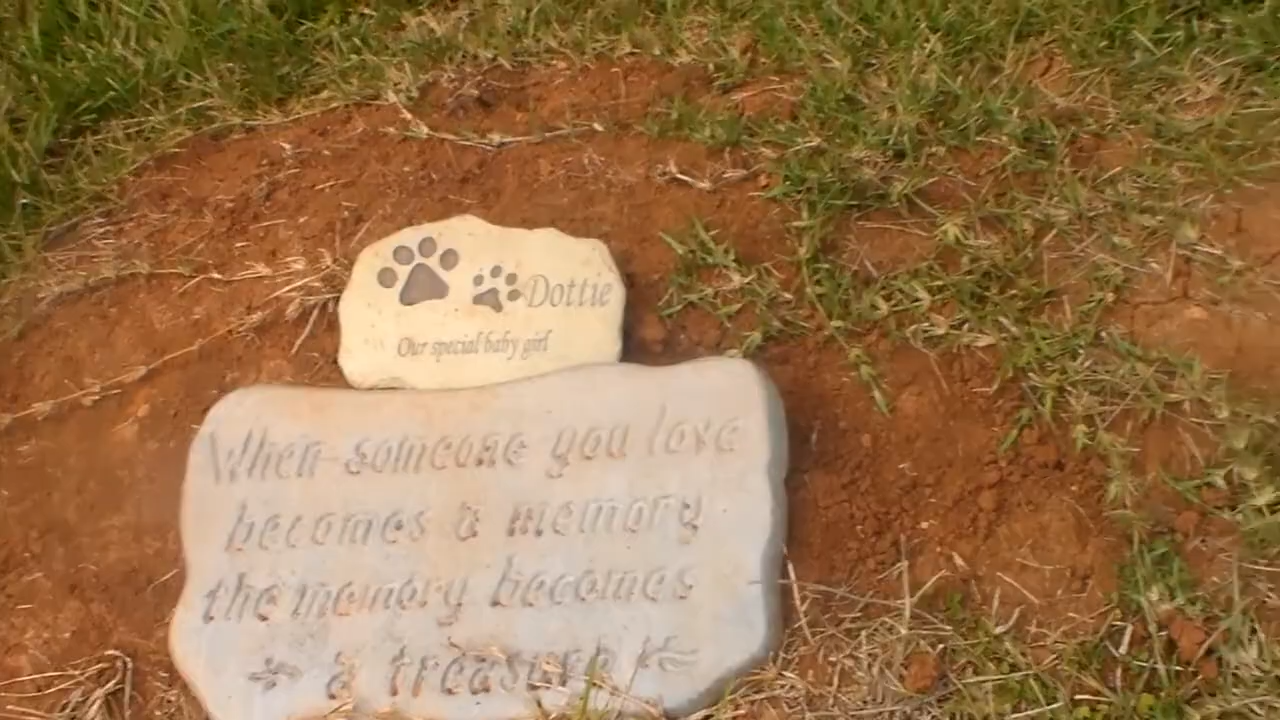 Dottie
Our special baby girl
When someone you love
becomes a memory
the memory becomes
a treasure